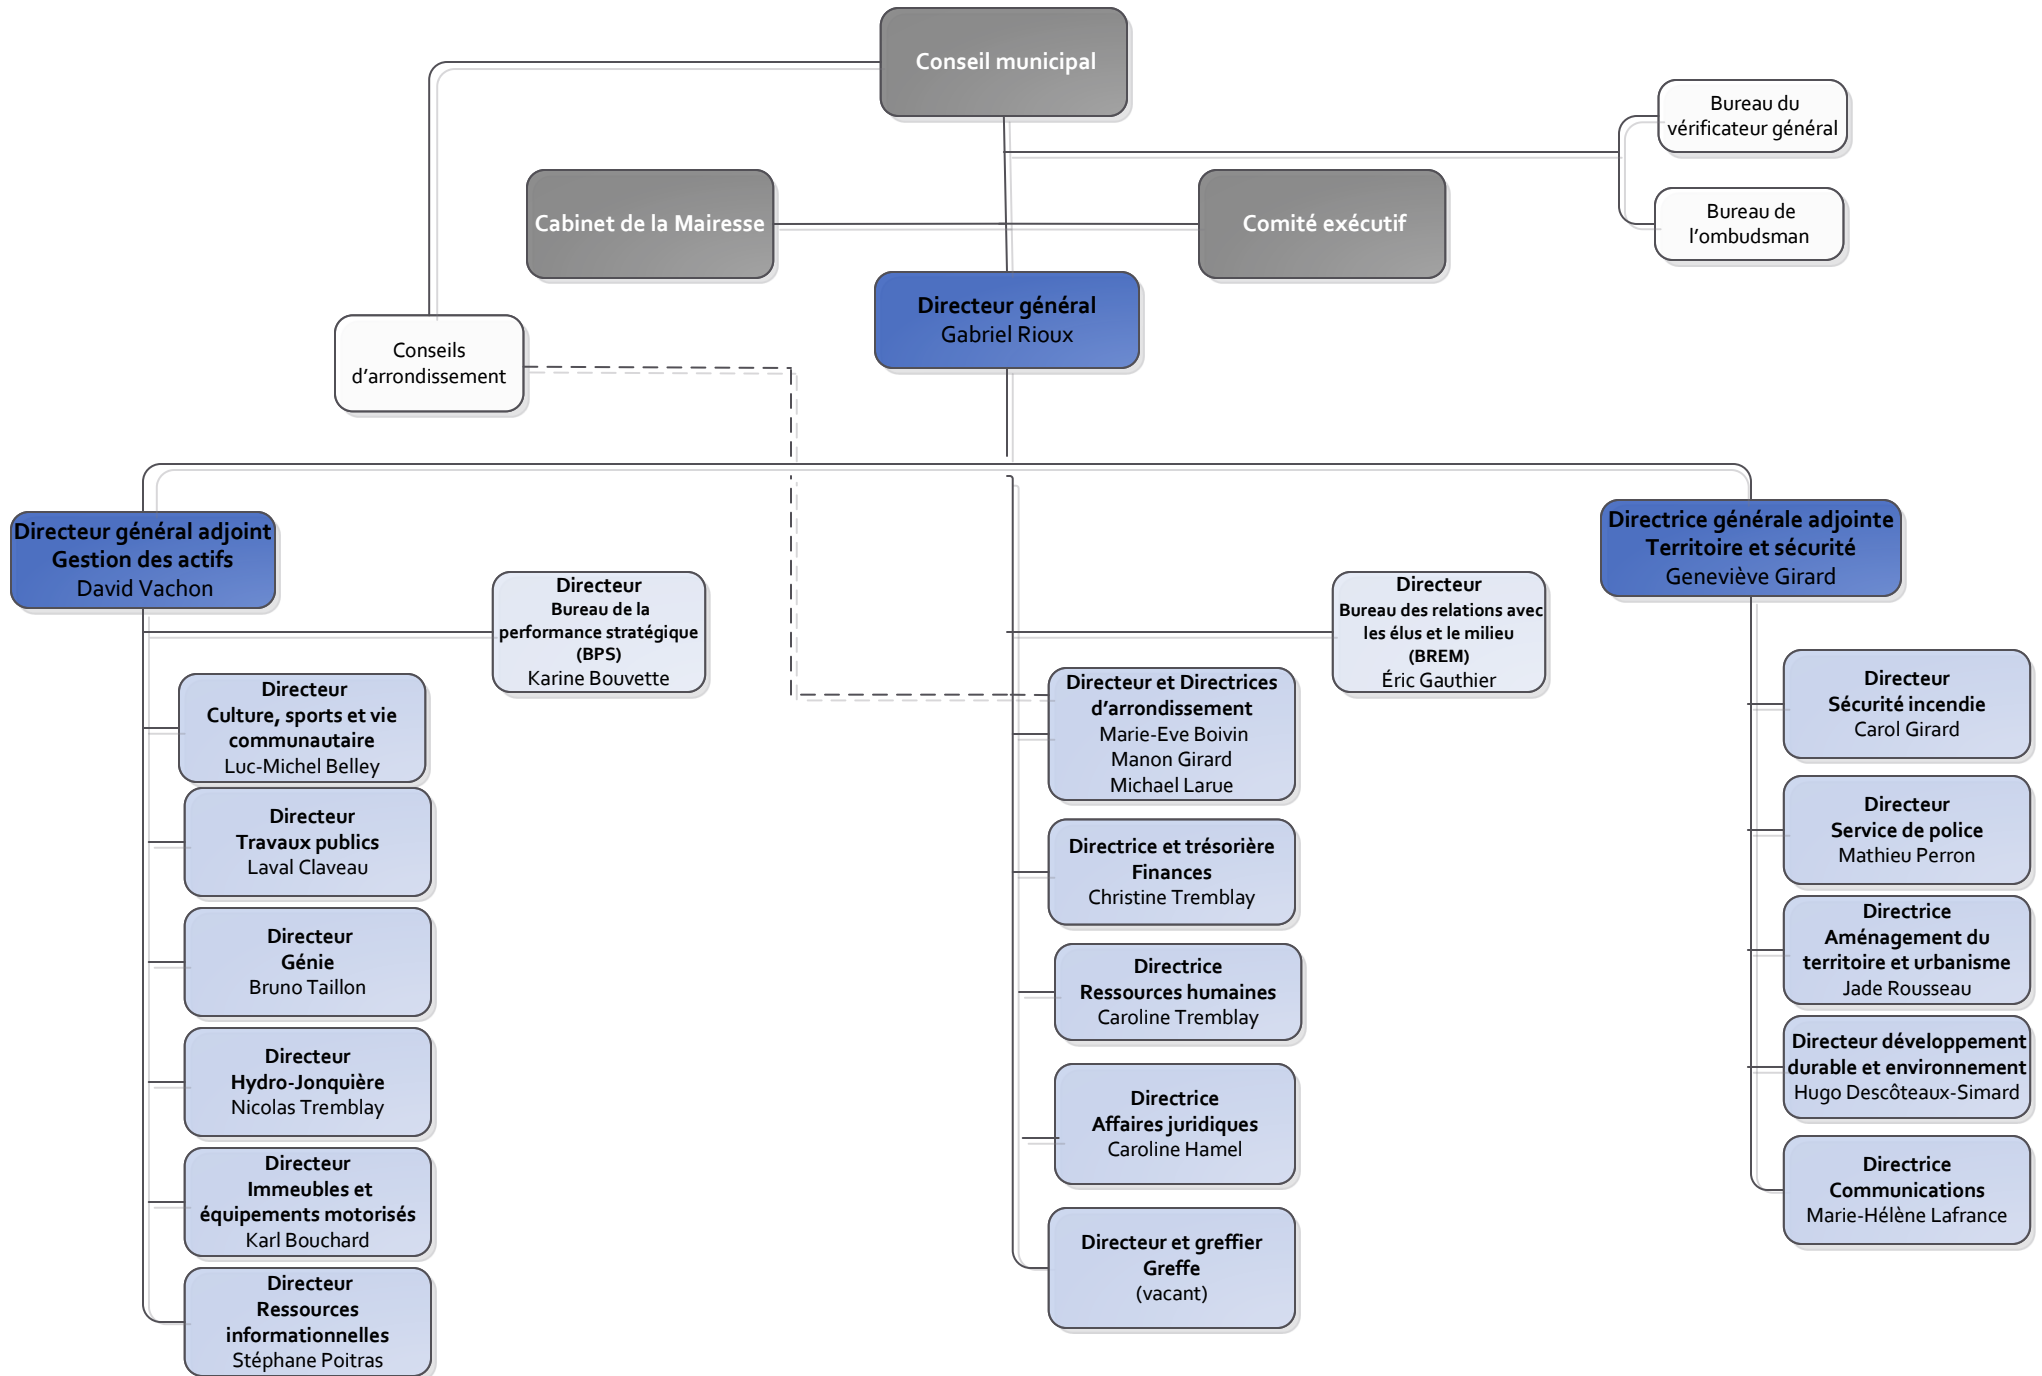 Conseil municipal
Bureau du
vérificateur général
Cabinet de la Mairesse
Comité exécutif
Bureau de
l'ombudsman
Directeur général
Gabriel Rioux
Conseils
d'arrondissement
Directeur général adjoint
Gestion des actifs
David Vachon
Directeur
Bureau de la
performance stratégique
(BPS)
Karine Bouvette
Directeur
Culture, sports et vie
communautaire
Luc-Michel Belley
Directeur
Travaux publics
Laval Claveau
Directeur
Génie
Bruno Taillon
Directeur
Hydro-Jonquière
Nicolas Tremblay
Directeur
Immeubles et
équipements motorisés
Karl Bouchard
Directeur
Ressources
informationnelles
Stéphane Poitras
Directeur
Bureau des relations avec
les élus et le milieu
(BREM)
Éric Gauthier
Directeur et Directrices
d'arrondissement
Marie-Eve Boivin
Manon Girard
Michael Larue
Directrice et trésorière
Finances
Christine Tremblay
Directrice
Ressources humaines
Caroline Tremblay
Directrice
Affaires juridiques
Caroline Hamel
Directeur et greffier
Greffe
(vacant)
Directrice générale adjointe
Territoire et sécurité
Geneviève Girard
Directeur
Sécurité incendie
Carol Girard
Directeur
Service de police
Mathieu Perron
Directrice
Aménagement du
territoire et urbanisme
Jade Rousseau
Directeur développement
durable et environnement
Hugo Descôteaux-Simard
Directrice
Communications
Marie-Hélène Lafrance